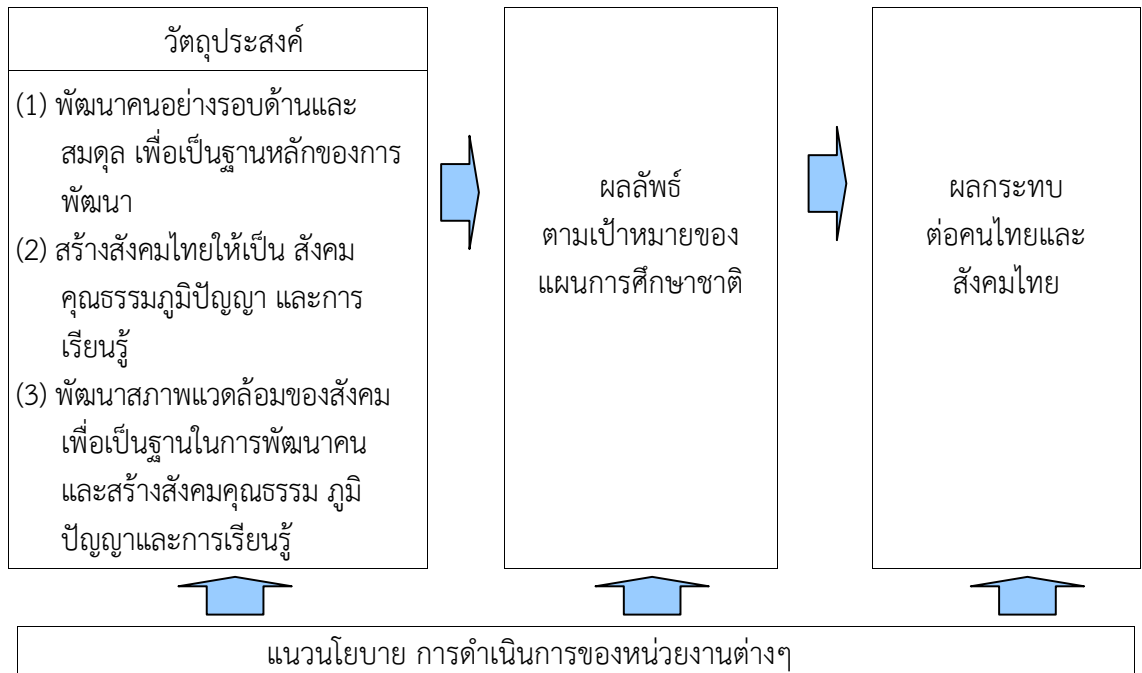 วัตถุประสงค์
(1) พัฒนาคนอย่างรอบด้านและ
สมดุล เพื่อเป็นฐานหลักของการ
พัฒนา
(2) สร้างสังคมไทยให้เป็น สังคม
คุณธรรมภูมิปัญญา และการ
เรียนรู้
(3) พัฒนาสภาพแวดล้อมของสังคม
เพื่อเป็นฐานในการพัฒนาคน
และสร้างสังคมคุณธรรม ภูมิ
ปัญญาและการเรียนรู้
ผลลัพธ์
ตามเป้าหมายของ
แผนการศึกษาชาติ
ผลกระทบ
ต่อคนไทยและ
สังคมไทย
แนวนโยบาย การดำเนินการของหน่วยงานต่างๆ